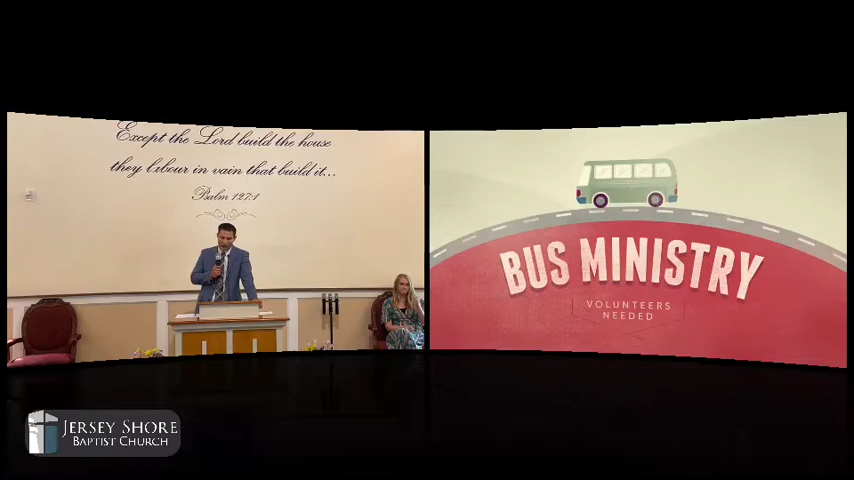 Except the Lord build the house
they labour in vain that build it...
Psalm 127:1
BUS MINISTRY
VOLUNTEERS
NEEDED
JERSEY SHORE
BAPTIST CHURCH